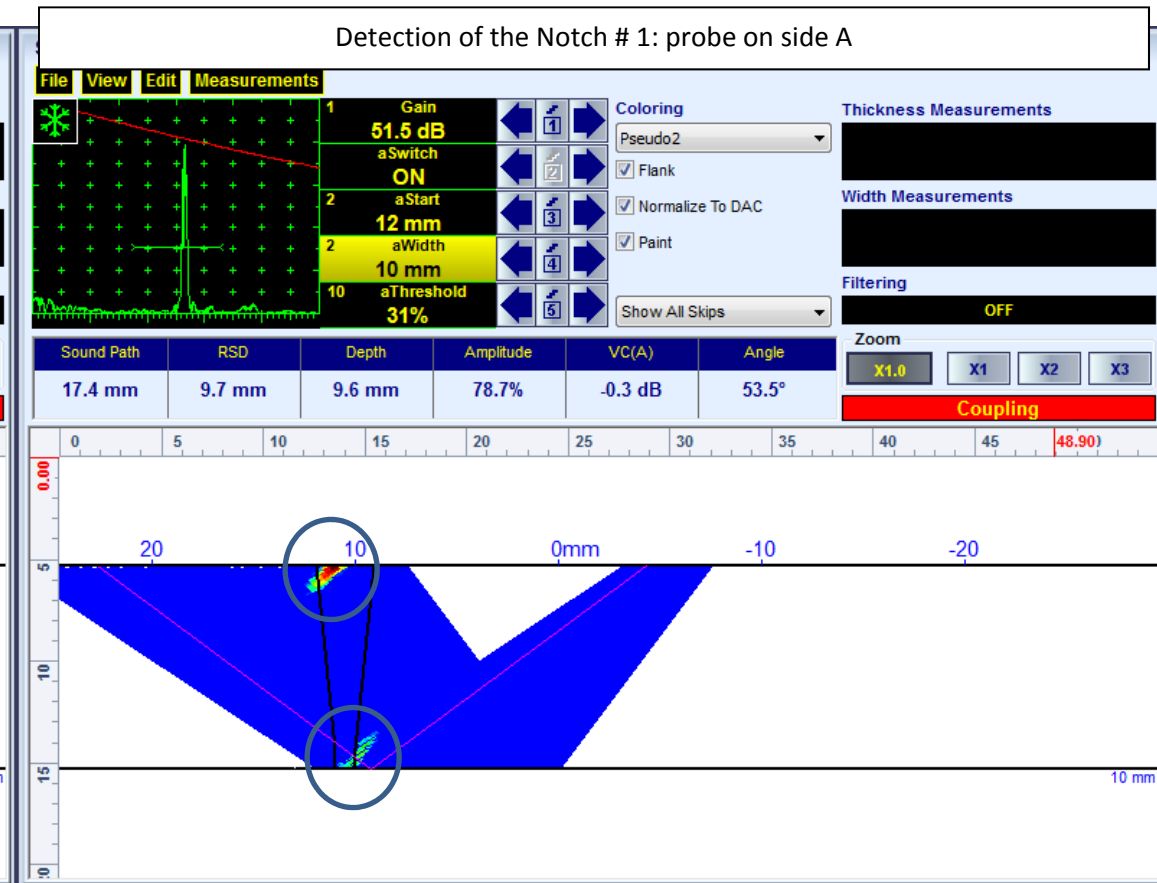 Detection of the Notch # 1: probe on side A
File View Edit Measurements
1 Gain
51.5 dB
1
aSwitch
ON
2
2 aStart
12 mm
3
2 aWidth
10 mm
4
10 aThreshold
31%
5
Coloring
Pseudo2
Flank
Normalize To DAC
Paint
Show All Skips
Thickness Measurements
Width Measurements
Filtering
OFF
Zoom
X1.0 X1 X2 X3
Coupling
Sound Path RSD Depth Amplitude VC(A) Angle
17.4 mm 9.7 mm 9.6 mm 78.7% -0.3 dB 53.5°
0 5 10 15 20 25 30 35 40 45 48.90
0.00
20 10 0mm -10 -20
5
10
15
10 mm